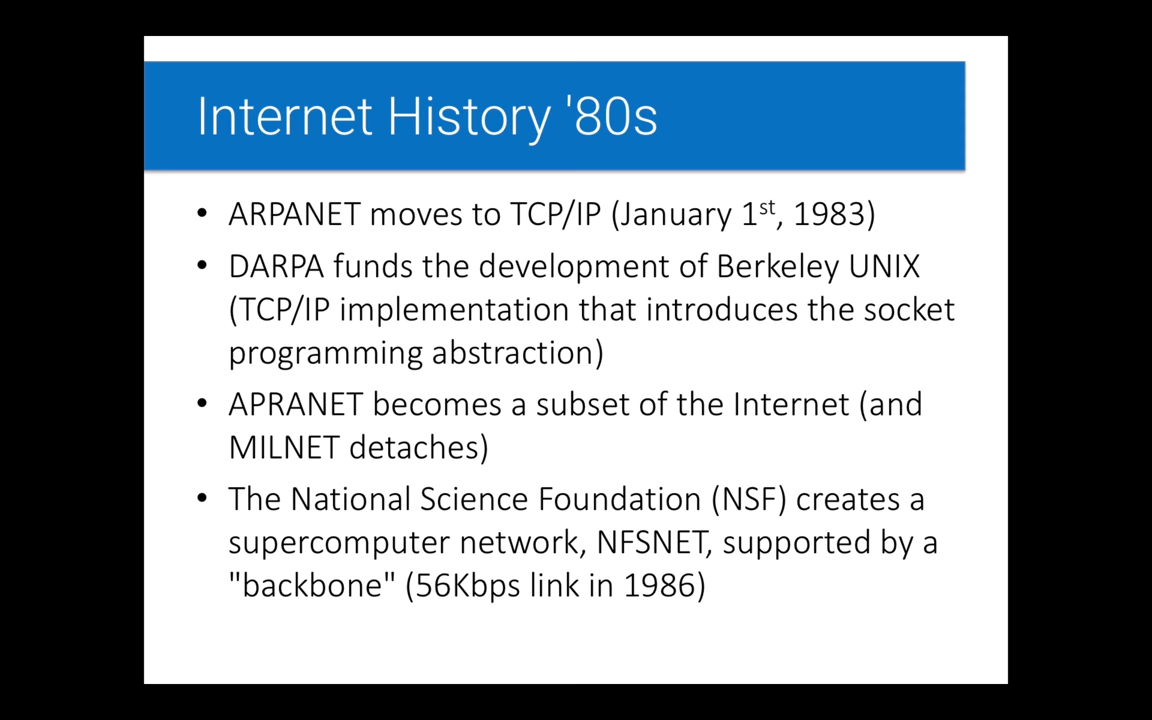 Internet History '80s
• ARPANET moves to TCP/IP (January 1st, 1983)
• DARPA funds the development of Berkeley UNIX
(TCP/IP implementation that introduces the socket
programming abstraction)
• APRANET becomes a subset of the Internet (and
MILNET detaches)
• The National Science Foundation (NSF) creates a
supercomputer network, NFSNET, supported by a
"backbone" (56Kbps link in 1986)